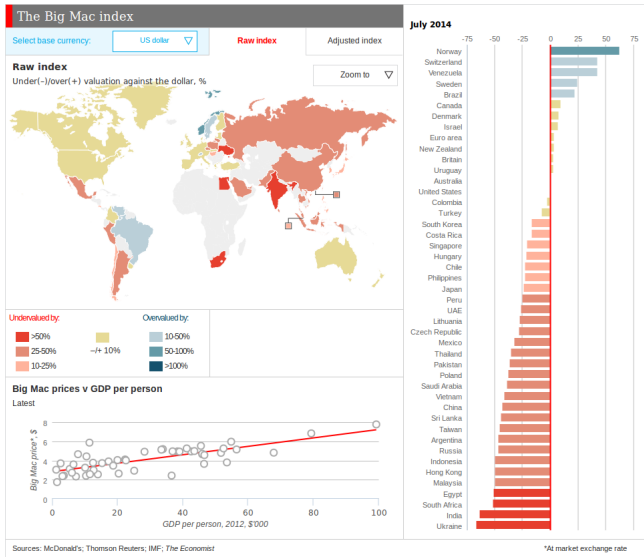 The Big Mac index
Select base currency:
US dollar
Raw index
Adjusted index
Raw index
Under(–)/over(+) valuation against the dollar, %
Zoom to
Undervalued by:
Overvalued by:
>50%
10-50%
25-50%
–/+ 10%
50-100%
10-25%
>100%
Big Mac prices v GDP per person
Latest
Big Mac price*, $
8
6
4
2
0
0
20
40
60
80
100
GDP per person, 2012, $'000
July 2014
-75
-50
-25
0
25
50
75
Norway
Switzerland
Venezuela
Sweden
Brazil
Canada
Denmark
Israel
Euro area
New Zealand
Britain
Uruguay
Australia
United States
Colombia
Turkey
South Korea
Costa Rica
Singapore
Hungary
Chile
Philippines
Japan
Peru
UAE
Lithuania
Czech Republic
Mexico
Thailand
Pakistan
Poland
Saudi Arabia
Vietnam
China
Sri Lanka
Taiwan
Argentina
Russia
Indonesia
Hong Kong
Malaysia
Egypt
South Africa
India
Ukraine
Sources: McDonald's; Thomson Reuters; IMF; The Economist
*At market exchange rate